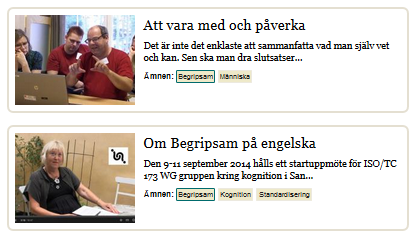 Att vara med och påverka
Det är inte det enklaste att sammanfatta vad man själv vet
och kan. Sen ska man dra slutsatser...
Ämnen: Begripsam Människa
Om Begripsam på engelska
Den 9-11 september 2014 hålls ett startuppmöte för ISO/TC
173 WG gruppen kring kognition i San...
Ämnen: Begripsam Kognition Standardisering